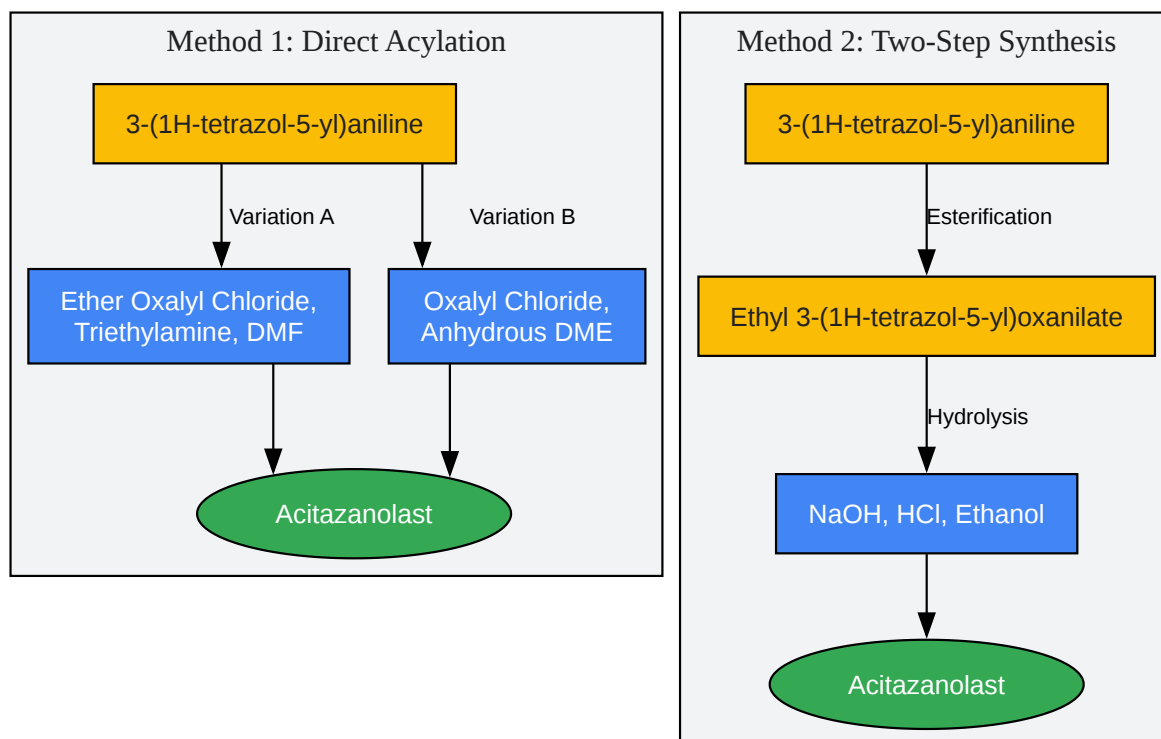 Method 1: Direct Acylation
3-(1H-tetrazol-5-yl)aniline
Variation A
Variation B
Ether Oxalyl Chloride,
Triethylamine, DMF
Oxalyl Chloride,
Anhydrous DME
Acitazanolast
Method 2: Two-Step Synthesis
3-(1H-tetrazol-5-yl)aniline
Esterification
Ethyl 3-(1H-tetrazol-5-yl)oxanilate
Hydrolysis
NaOH, HCl, Ethanol
Acitazanolast